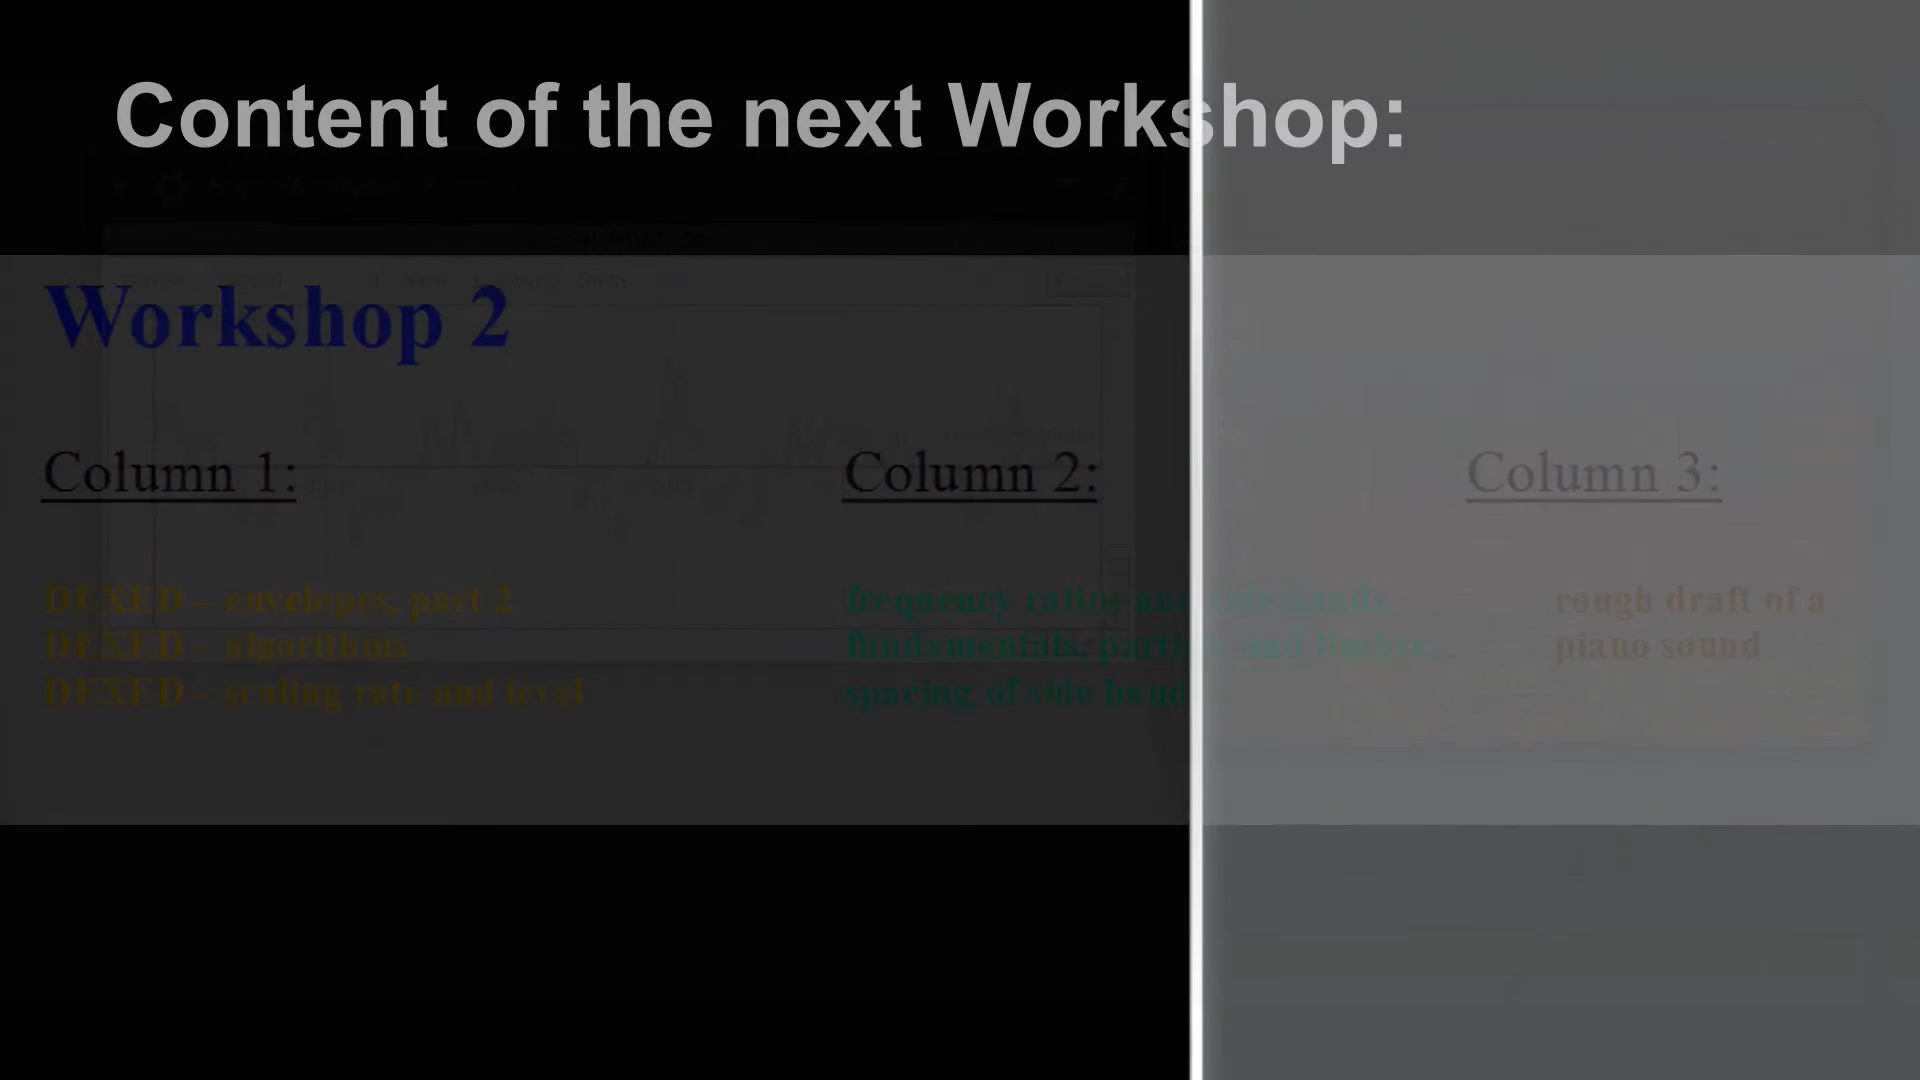 Content of the next Workshop:
Workshop 2
Column 1:
Column 2:
Column 3:
DEXED – envelopes, part 2
DEXED – algorithms
DEXED – scaling rate and level
frequency ratios and side bands,
fundamentals, partials and timbre,
spacing of side bands
rough draft of a
piano sound